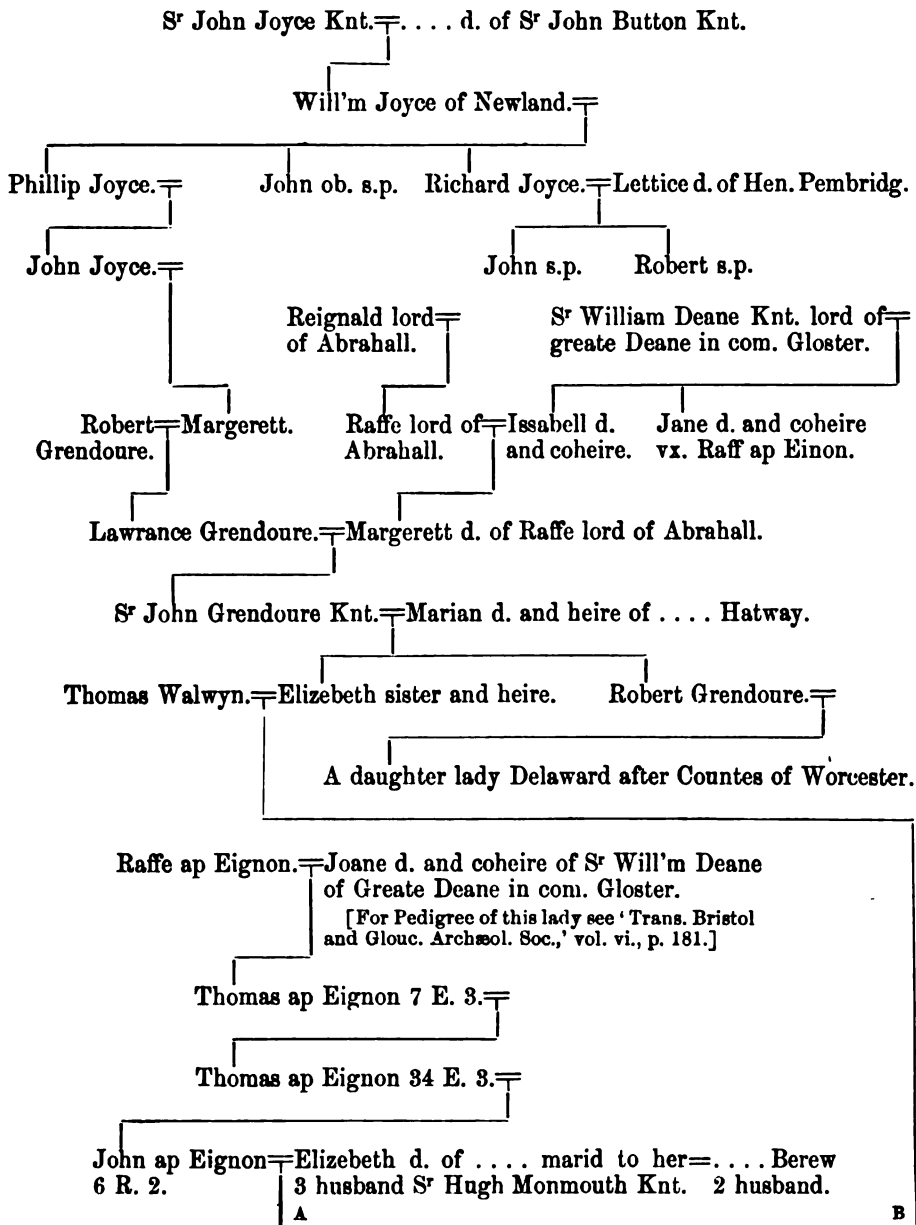 Sʳ John Joyce Knt.=. . . . d. of Sʳ John Button Knt.
Will'm Joyce of Newland.=
Phillip Joyce.= John ob. s.p. Richard Joyce.=Lettice d. of Hen. Pembridg.
John Joyce.= John s.p. Robert s.p.
Reignald lord= Sʳ William Deane Knt. lord of=
of Abrahall. greate Deane in com. Gloster.
Robert=Margerett. Raffe lord of=Issabell d. Jane d. and coheire
Grendoure. Abrahall. and coheire. vx. Raff ap Einon.
Lawrance Grendoure.=Margerett d. of Raffe lord of Abrahall.
Sʳ John Grendoure Knt.=Marian d. and heire of . . . . Hatway.
Thomas Walwyn.=Elizebeth sister and heire. Robert Grendoure.=
A daughter lady Delaward after Countes of Worcester.
Raffe ap Eignon.=Joane d. and coheire of Sʳ Will'm Deane
of Greate Deane in com. Gloster.
[For Pedigree of this lady see ‘Trans. Bristol
and Glouc. Archæol. Soc.,’ vol. vi., p. 181.]
Thomas ap Eignon 7 E. 3.=
Thomas ap Eignon 34 E. 3.=
John ap Eignon=Elizebeth d. of . . . . marid to her=. . . . Berew
6 R. 2. 3 husband Sʳ Hugh Monmouth Knt. 2 husband.
A B